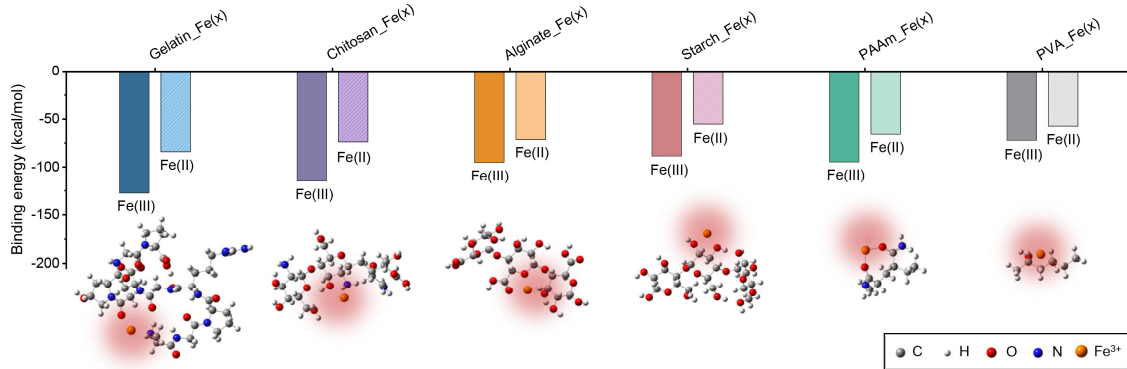 Gelatin_Fe(x)
Chitosan_Fe(x)
Alginate_Fe(x)
Starch_Fe(x)
PAAm_Fe(x)
PVA_Fe(x)
Binding energy (kcal/mol)
0
-50
-100
-150
-200
Fe(III)
Fe(II)
Fe(III)
Fe(II)
Fe(III)
Fe(II)
Fe(III)
Fe(II)
Fe(III)
Fe(II)
Fe(III)
Fe(II)
C H O N Fe³⁺